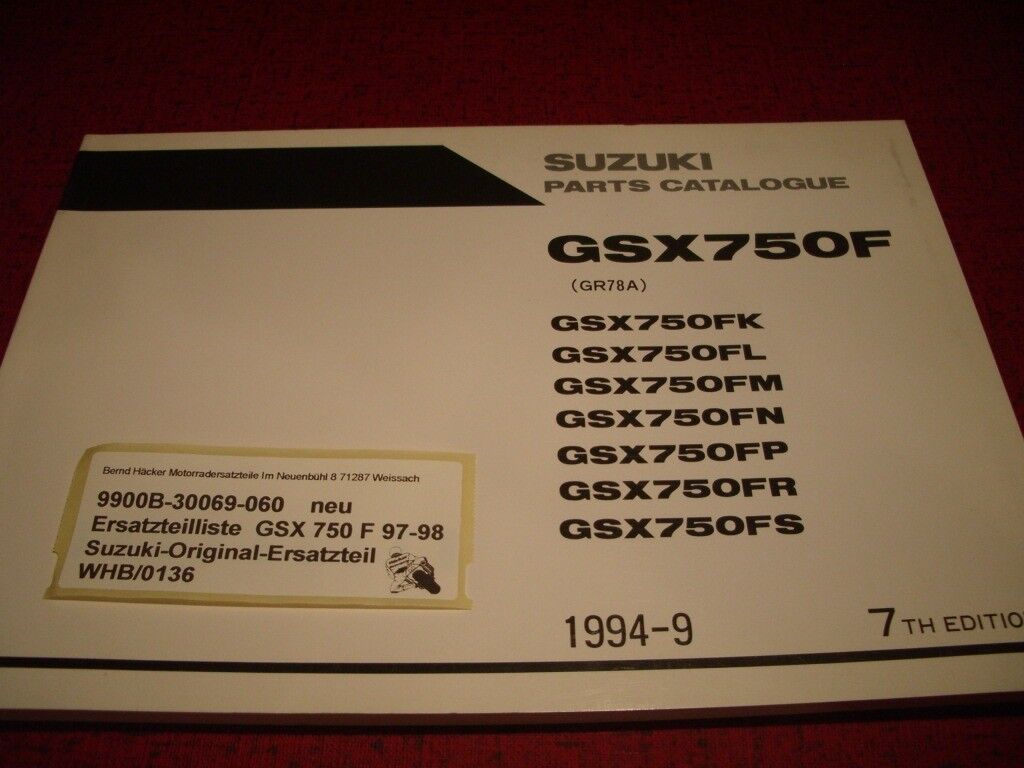 SUZUKI
PARTS CATALOGUE
GSX750F
(GR78A)
GSX750FK
GSX750FL
GSX750FM
GSX750FN
GSX750FP
GSX750FR
GSX750FS
1994-9
7TH EDITIO
Bernd Häcker Motorradersatzteile Im Neuenbühl 8 71287 Weissach
9900B-30069-060 neu
Ersatzteilliste GSX 750 F 97-98
Suzuki-Original-Ersatzteil
WHB/0136